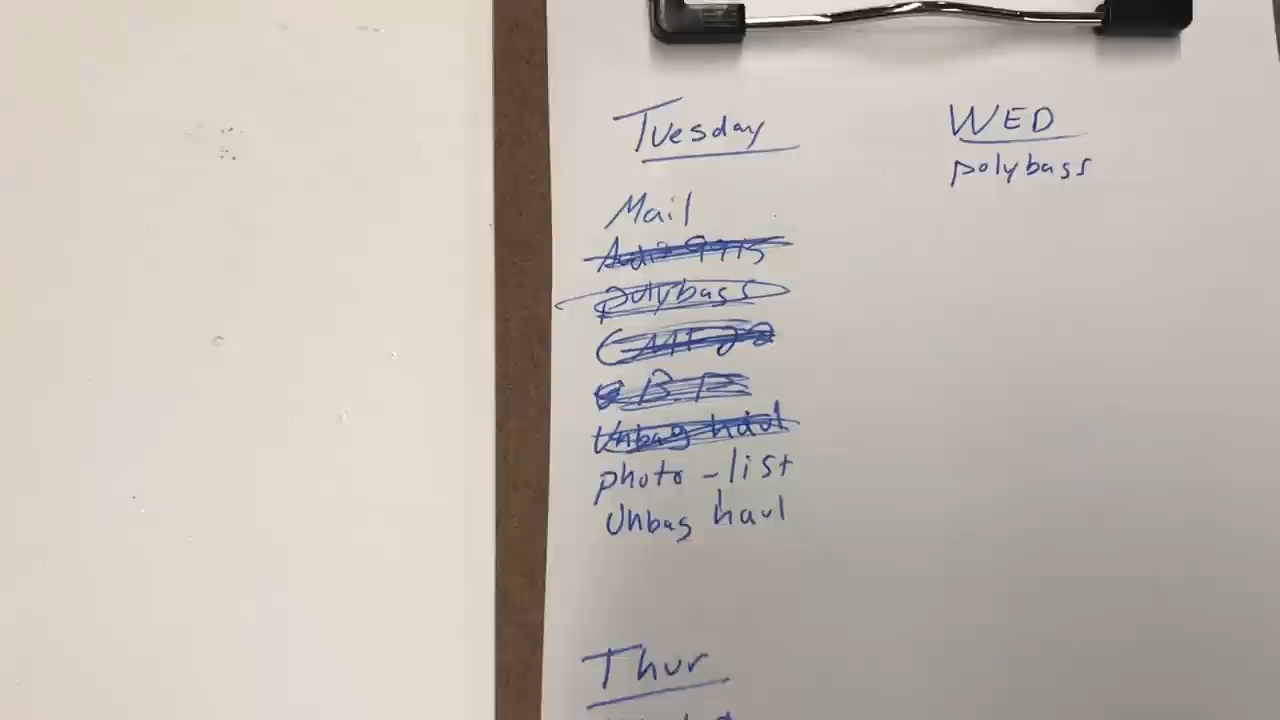 Tuesday
Mail
polybass
Unbag haul
photo - list
Unbag haul
WED
polybass
Thur